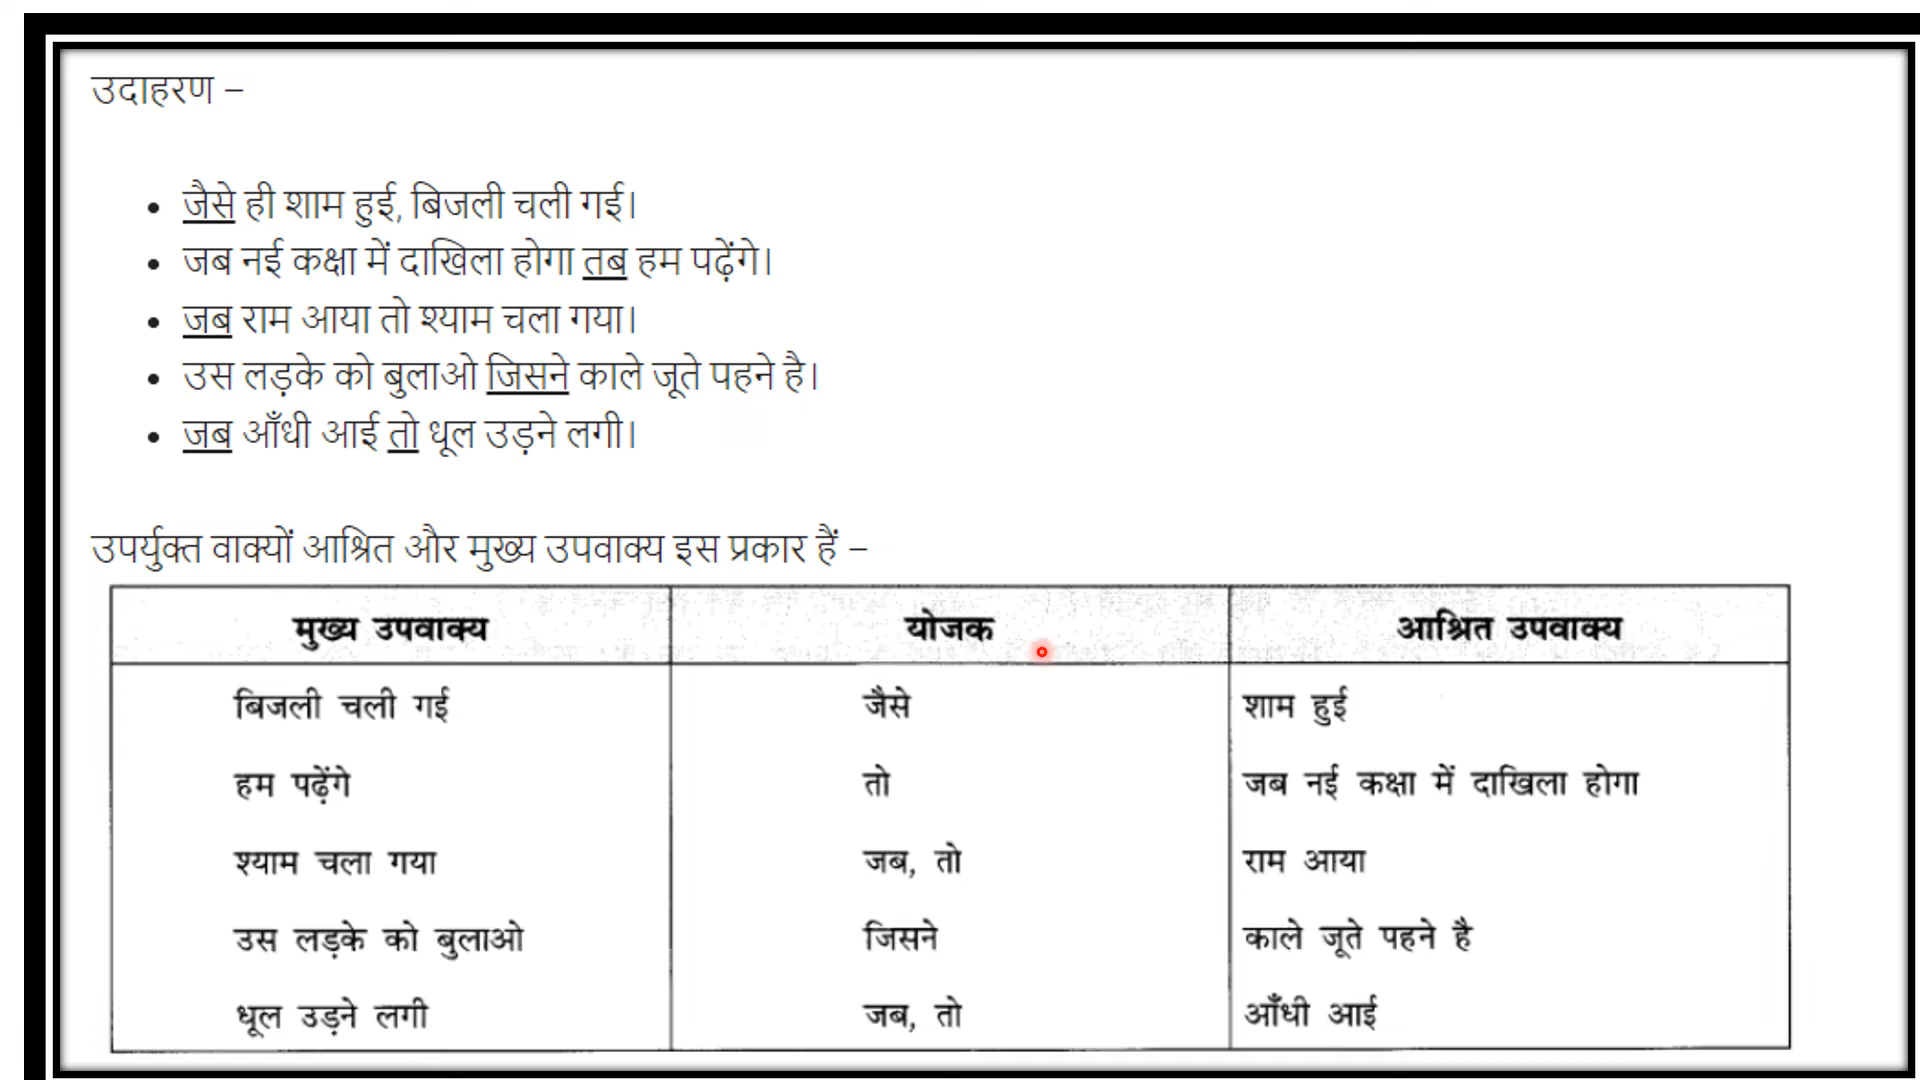 उदाहरण –
• जैसे ही शाम हुई, बिजली चली गई।
• जब नई कक्षा में दाखिला होगा तब हम पढ़ेंगे।
• जब राम आया तो श्याम चला गया।
• उस लड़के को बुलाओ जिसने काले जूते पहने है।
• जब आँधी आई तो धूल उड़ने लगी।
उपर्युक्त वाक्यों आश्रित और मुख्य उपवाक्य इस प्रकार हैं –
मुख्य उपवाक्य योजक आश्रित उपवाक्य
बिजली चली गई जैसे शाम हुई
हम पढ़ेंगे तो जब नई कक्षा में दाखिला होगा
श्याम चला गया जब, तो राम आया
उस लड़के को बुलाओ जिसने काले जूते पहने है
धूल उड़ने लगी जब, तो आँधी आई